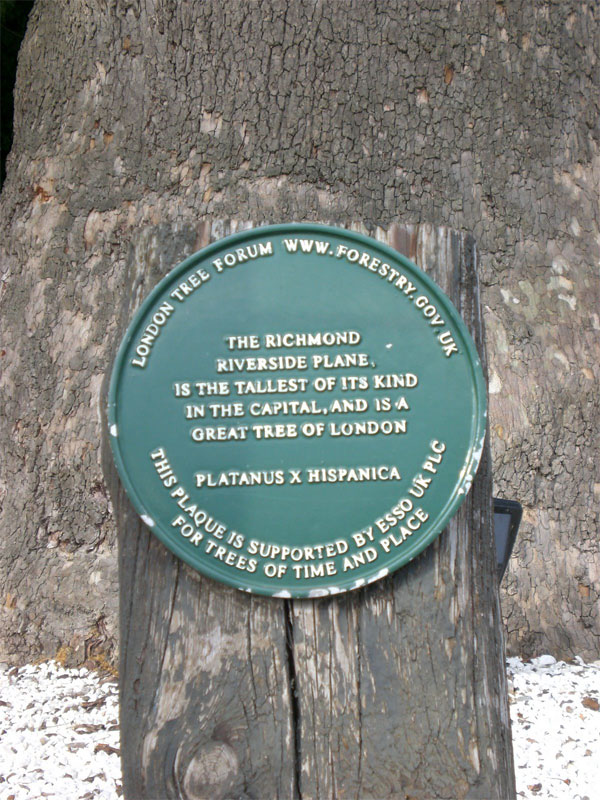 LONDON TREE FORUM WWW.FORESTRY.GOV.UK
THE RICHMOND
RIVERSIDE PLANE,
IS THE TALLEST OF ITS KIND
IN THE CAPITAL, AND IS A
GREAT TREE OF LONDON
PLATANUS X HISPANICA
THIS PLAQUE IS SUPPORTED BY ESSO UK PLC
FOR TREES OF TIME AND PLACE